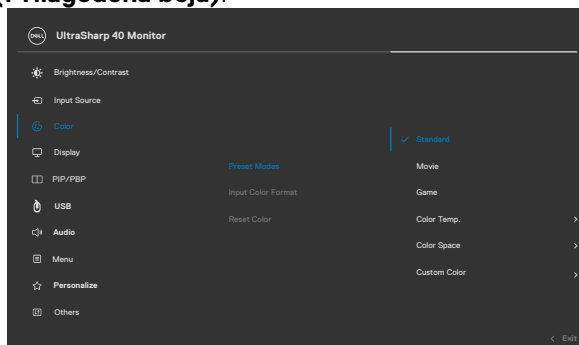 (Prilagođena boja).
DELL UltraSharp 40 Monitor
Brightness/Contrast
Input Source
Color
Display
PIP/PBP
USB
Audio
Menu
Personalize
Others
Preset Modes
Input Color Format
Reset Color
Standard
Movie
Game
Color Temp.
Color Space
Custom Color
Exit